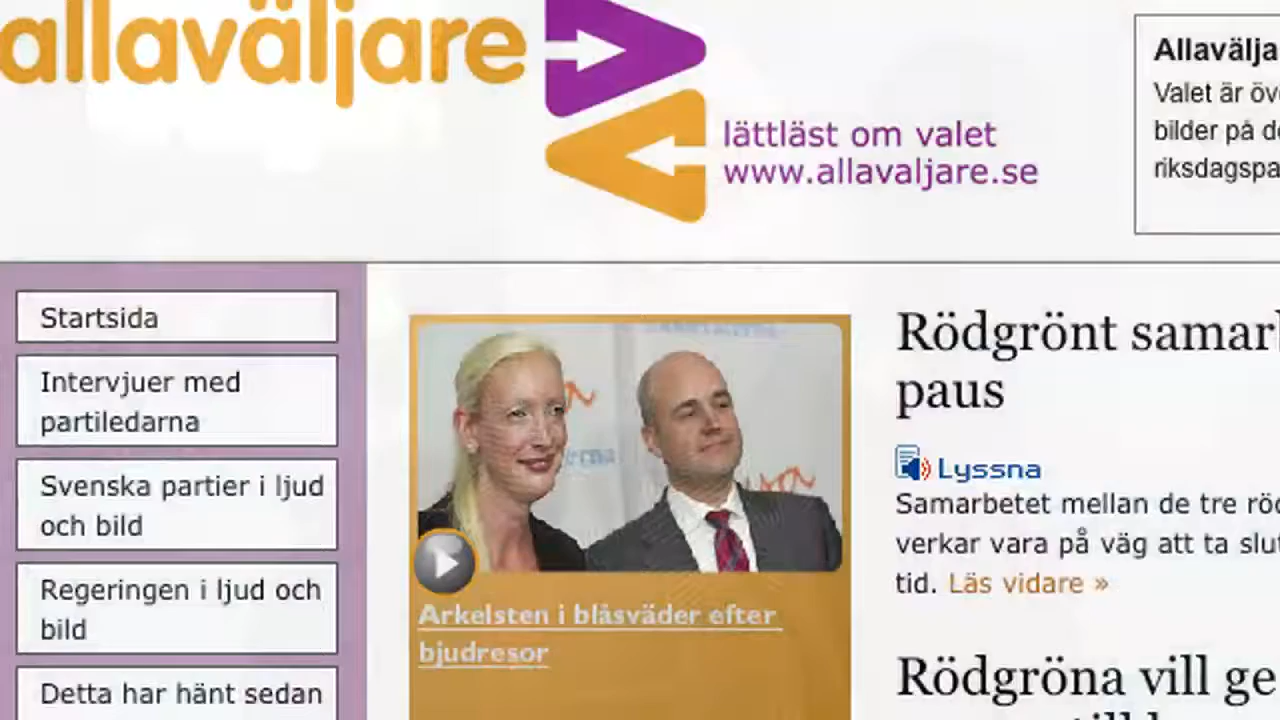 allaväljare
lättläst om valet
www.allavaljare.se
Allavälja
Valet är öve
bilder på de
riksdagspa
Startsida
Intervjuer med
partiledarna
Svenska partier i ljud
och bild
Regeringen i ljud och
bild
Detta har hänt sedan
Arkelsten i blåsväder efter
bjudresor
Rödgrönt samar
paus
Lyssna
Samarbetet mellan de tre röd
verkar vara på väg att ta slut
tid. Läs vidare »
Rödgröna vill ge